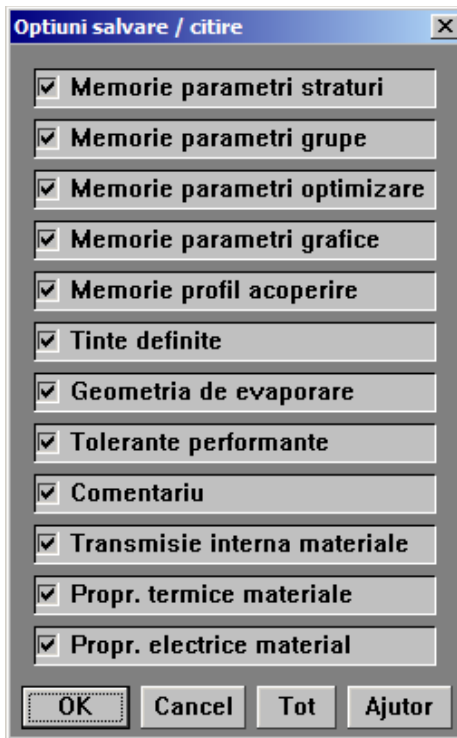 Optiuni salvare / citire
Memorie parametri straturi
Memorie parametri grupe
Memorie parametri optimizare
Memorie parametri grafice
Memorie profil acoperire
Tinte definite
Geometria de evaporare
Tolerante performante
Comentariu
Transmisie interna materiale
Propr. termice materiale
Propr. electrice material
OK Cancel Tot Ajutor